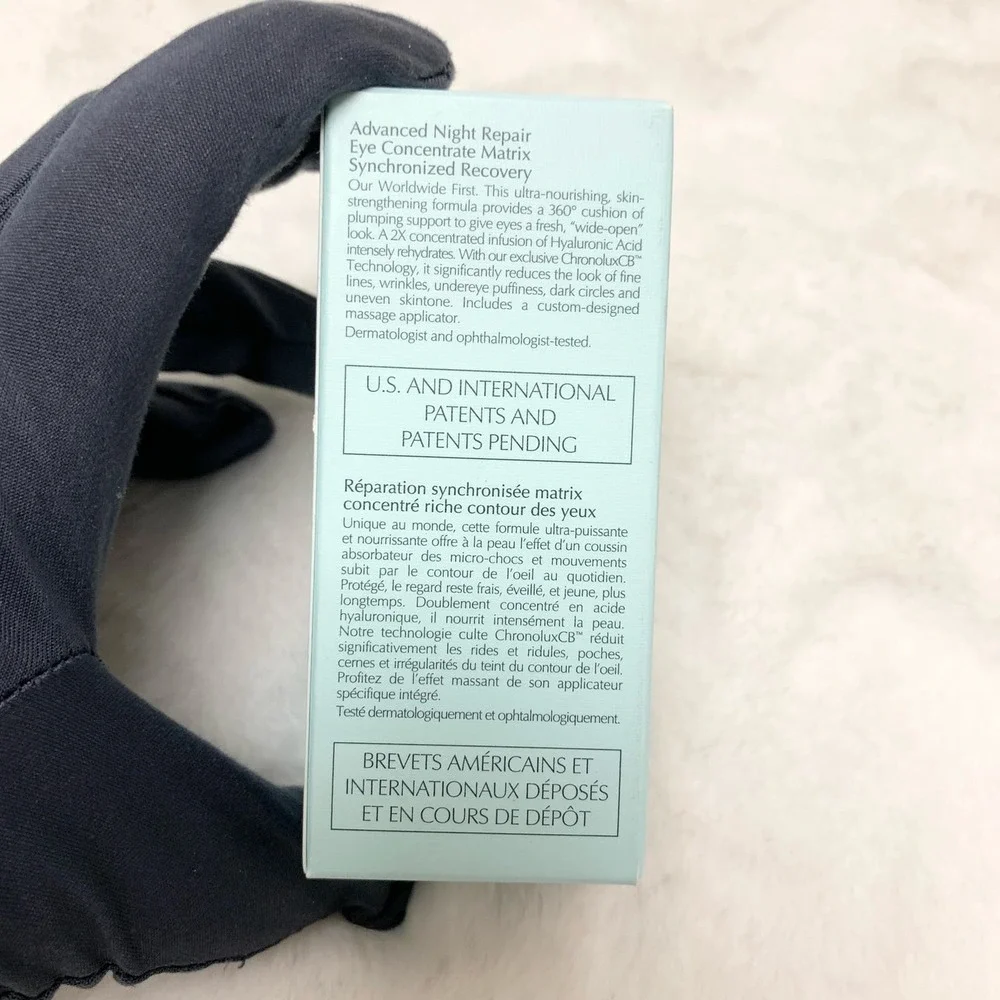 Advanced Night Repair
Eye Concentrate Matrix
Synchronized Recovery
Our Worldwide First. This ultra-nourishing, skin-
strengthening formula provides a 360° cushion of
plumping support to give eyes a fresh, "wide-open"
look. A 2X concentrated infusion of Hyaluronic Acid
intensely rehydrates. With our exclusive ChronoluxCB™
Technology, it significantly reduces the look of fine
lines, wrinkles, undereye puffiness, dark circles and
uneven skintone. Includes a custom-designed
massage applicator.
Dermatologist and ophthalmologist-tested.
U.S. AND INTERNATIONAL
PATENTS AND
PATENTS PENDING
Réparation synchronisée matrix
concentré riche contour des yeux
Unique au monde, cette formule ultra-puissante
et nourrissante offre à la peau l'effet d'un coussin
absorbateur des micro-chocs et mouvements
subit par le contour de l'oeil au quotidien.
Protégé, le regard reste frais, éveillé, et jeune, plus
longtemps. Doublement concentré en acide
hyaluronique, il nourrit intensément la peau.
Notre technologie culte ChronoluxCB™ réduit
significativement les rides et ridules, poches,
cernes et irrégularités du teint du contour de l'oeil.
Profitez de l'effet massant de son applicateur
spécifique intégré.
Testé dermatologiquement et ophtalmologiquement.
BREVETS AMÉRICAINS ET
INTERNATIONAUX DÉPOSÉS
ET EN COURS DE DÉPÔT